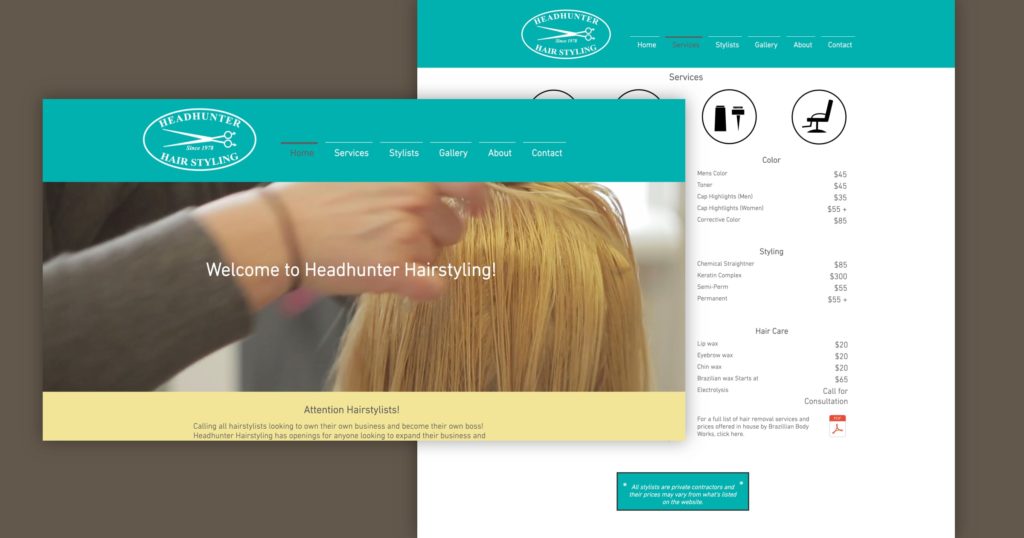 HEADHUNTER
Since 1978
HAIR STYLING
Home Services Stylists Gallery About Contact
Services
Color
Mens Color $45
Toner $45
Cap Highlights (Men) $35
Cap Hightlights (Women) $55 +
Corrective Color $85
Styling
Chemical Straightner $85
Keratin Complex $300
Semi-Perm $55
Permanent $55 +
Hair Care
Lip wax $20
Eyebrow wax $20
Chin wax $20
Brazilian wax Starts at $65
Electrolysis Call for
Consultation
For a full list of hair removal services and
prices offered in house by Brazilian Body
Works, click here.
PDF
* All stylists are private contractors and *
their prices may vary from what's listed
on the website.
HEADHUNTER
Since 1978
HAIR STYLING
Home Services Stylists Gallery About Contact
Welcome to Headhunter Hairstyling!
Attention Hairstylists!
Calling all hairstylists looking to own their own business and become their own boss!
Headhunter Hairstyling has openings for anyone looking to expand their business and